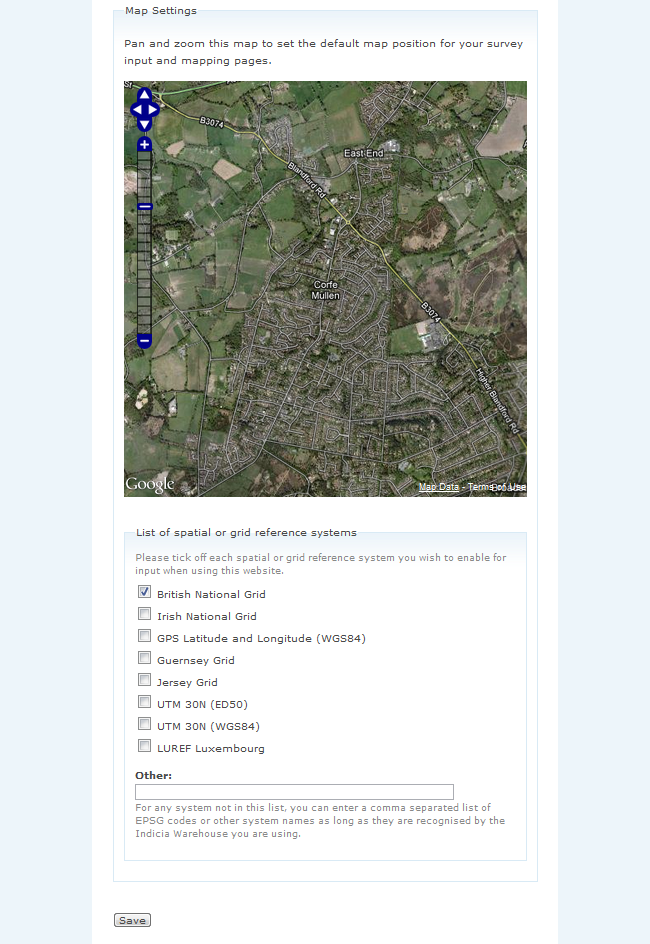 Map Settings
Pan and zoom this map to set the default map position for your survey
input and mapping pages.
B3074
East End
Blandford Rd
Corfe
Mullen
B3074
Higher Blandford Rd
Google
Map Data - Terms of Use
List of spatial or grid reference systems
Please tick off each spatial or grid reference system you wish to enable for
input when using this website.
British National Grid
Irish National Grid
GPS Latitude and Longitude (WGS84)
Guernsey Grid
Jersey Grid
UTM 30N (ED50)
UTM 30N (WGS84)
LUREF Luxembourg
Other:
For any system not in this list, you can enter a comma separated list of
EPSG codes or other system names as long as they are recognised by the
Indicia Warehouse you are using.
Save